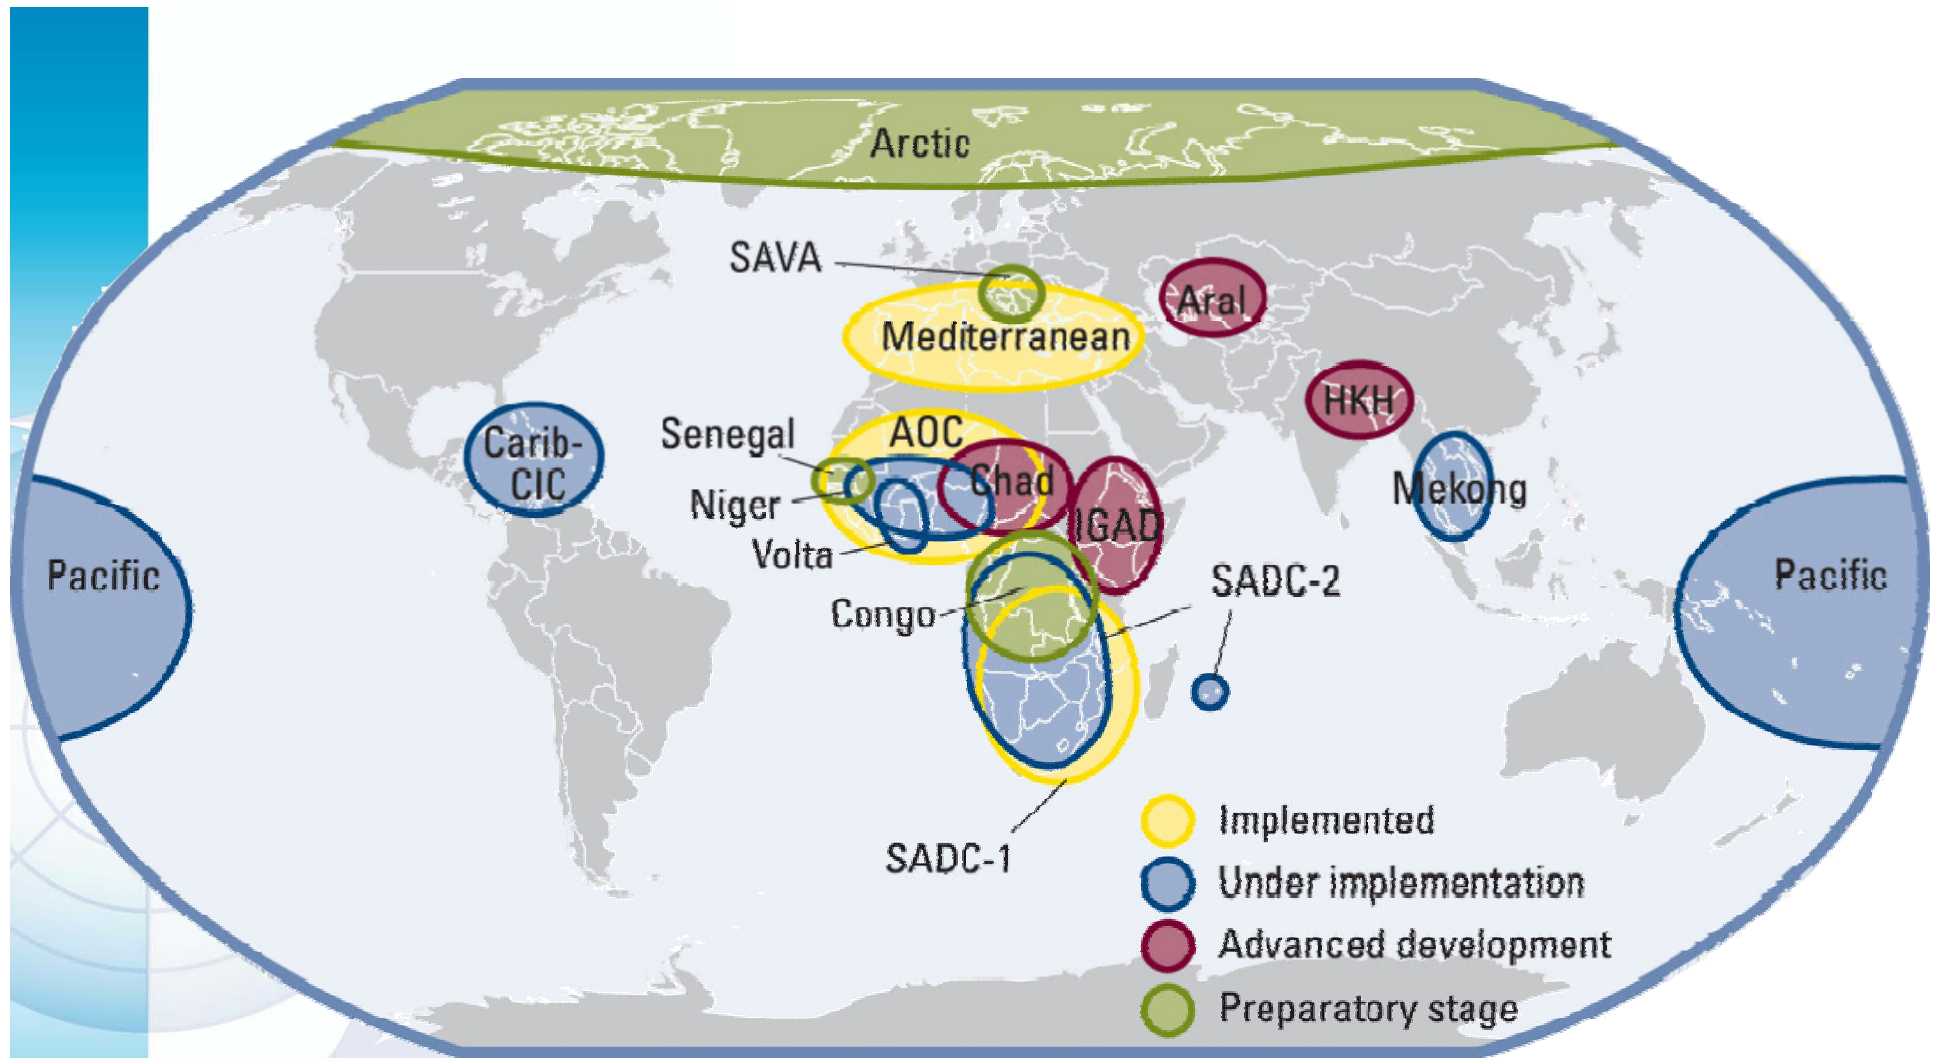 Arctic
SAVA
Aral
Mediterranean
HKH
Carib-
CIC
Senegal
AOC
Chad
Niger
Mekong
IGAD
Volta
Pacific
Pacific
SADC-2
Congo
SADC-1
Implemented
Under implementation
Advanced development
Preparatory stage